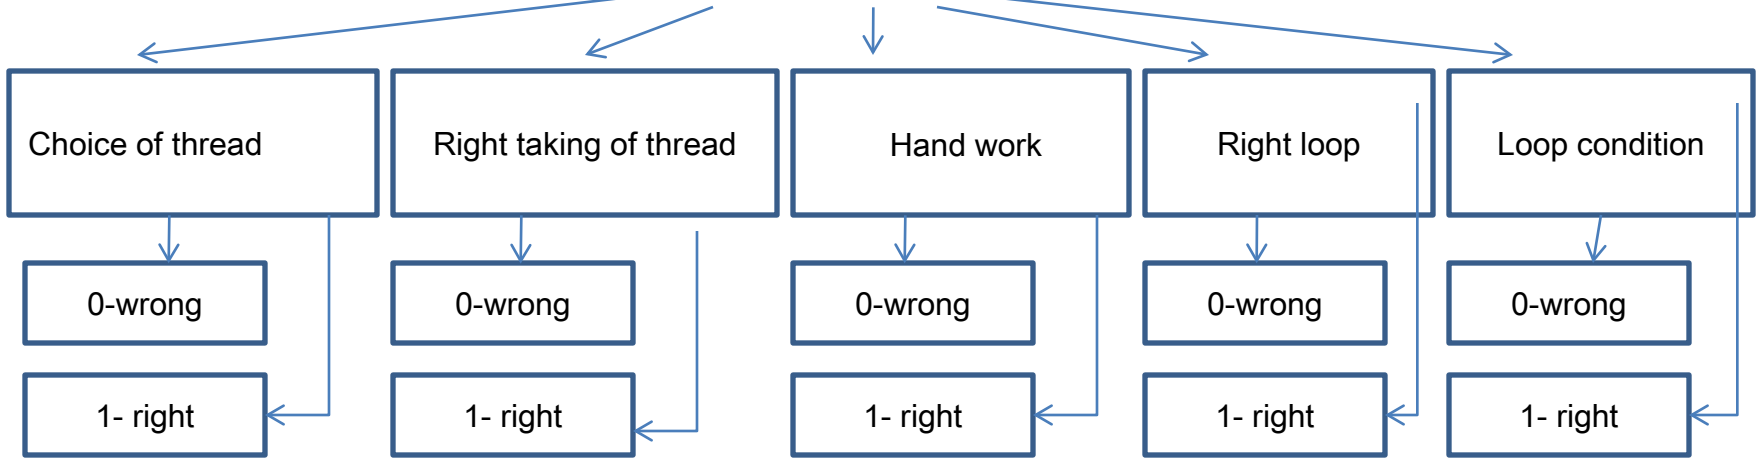 Choice of thread
Right taking of thread
Hand work
Right loop
Loop condition
0-wrong
0-wrong
0-wrong
0-wrong
0-wrong
1- right
1- right
1- right
1- right
1- right